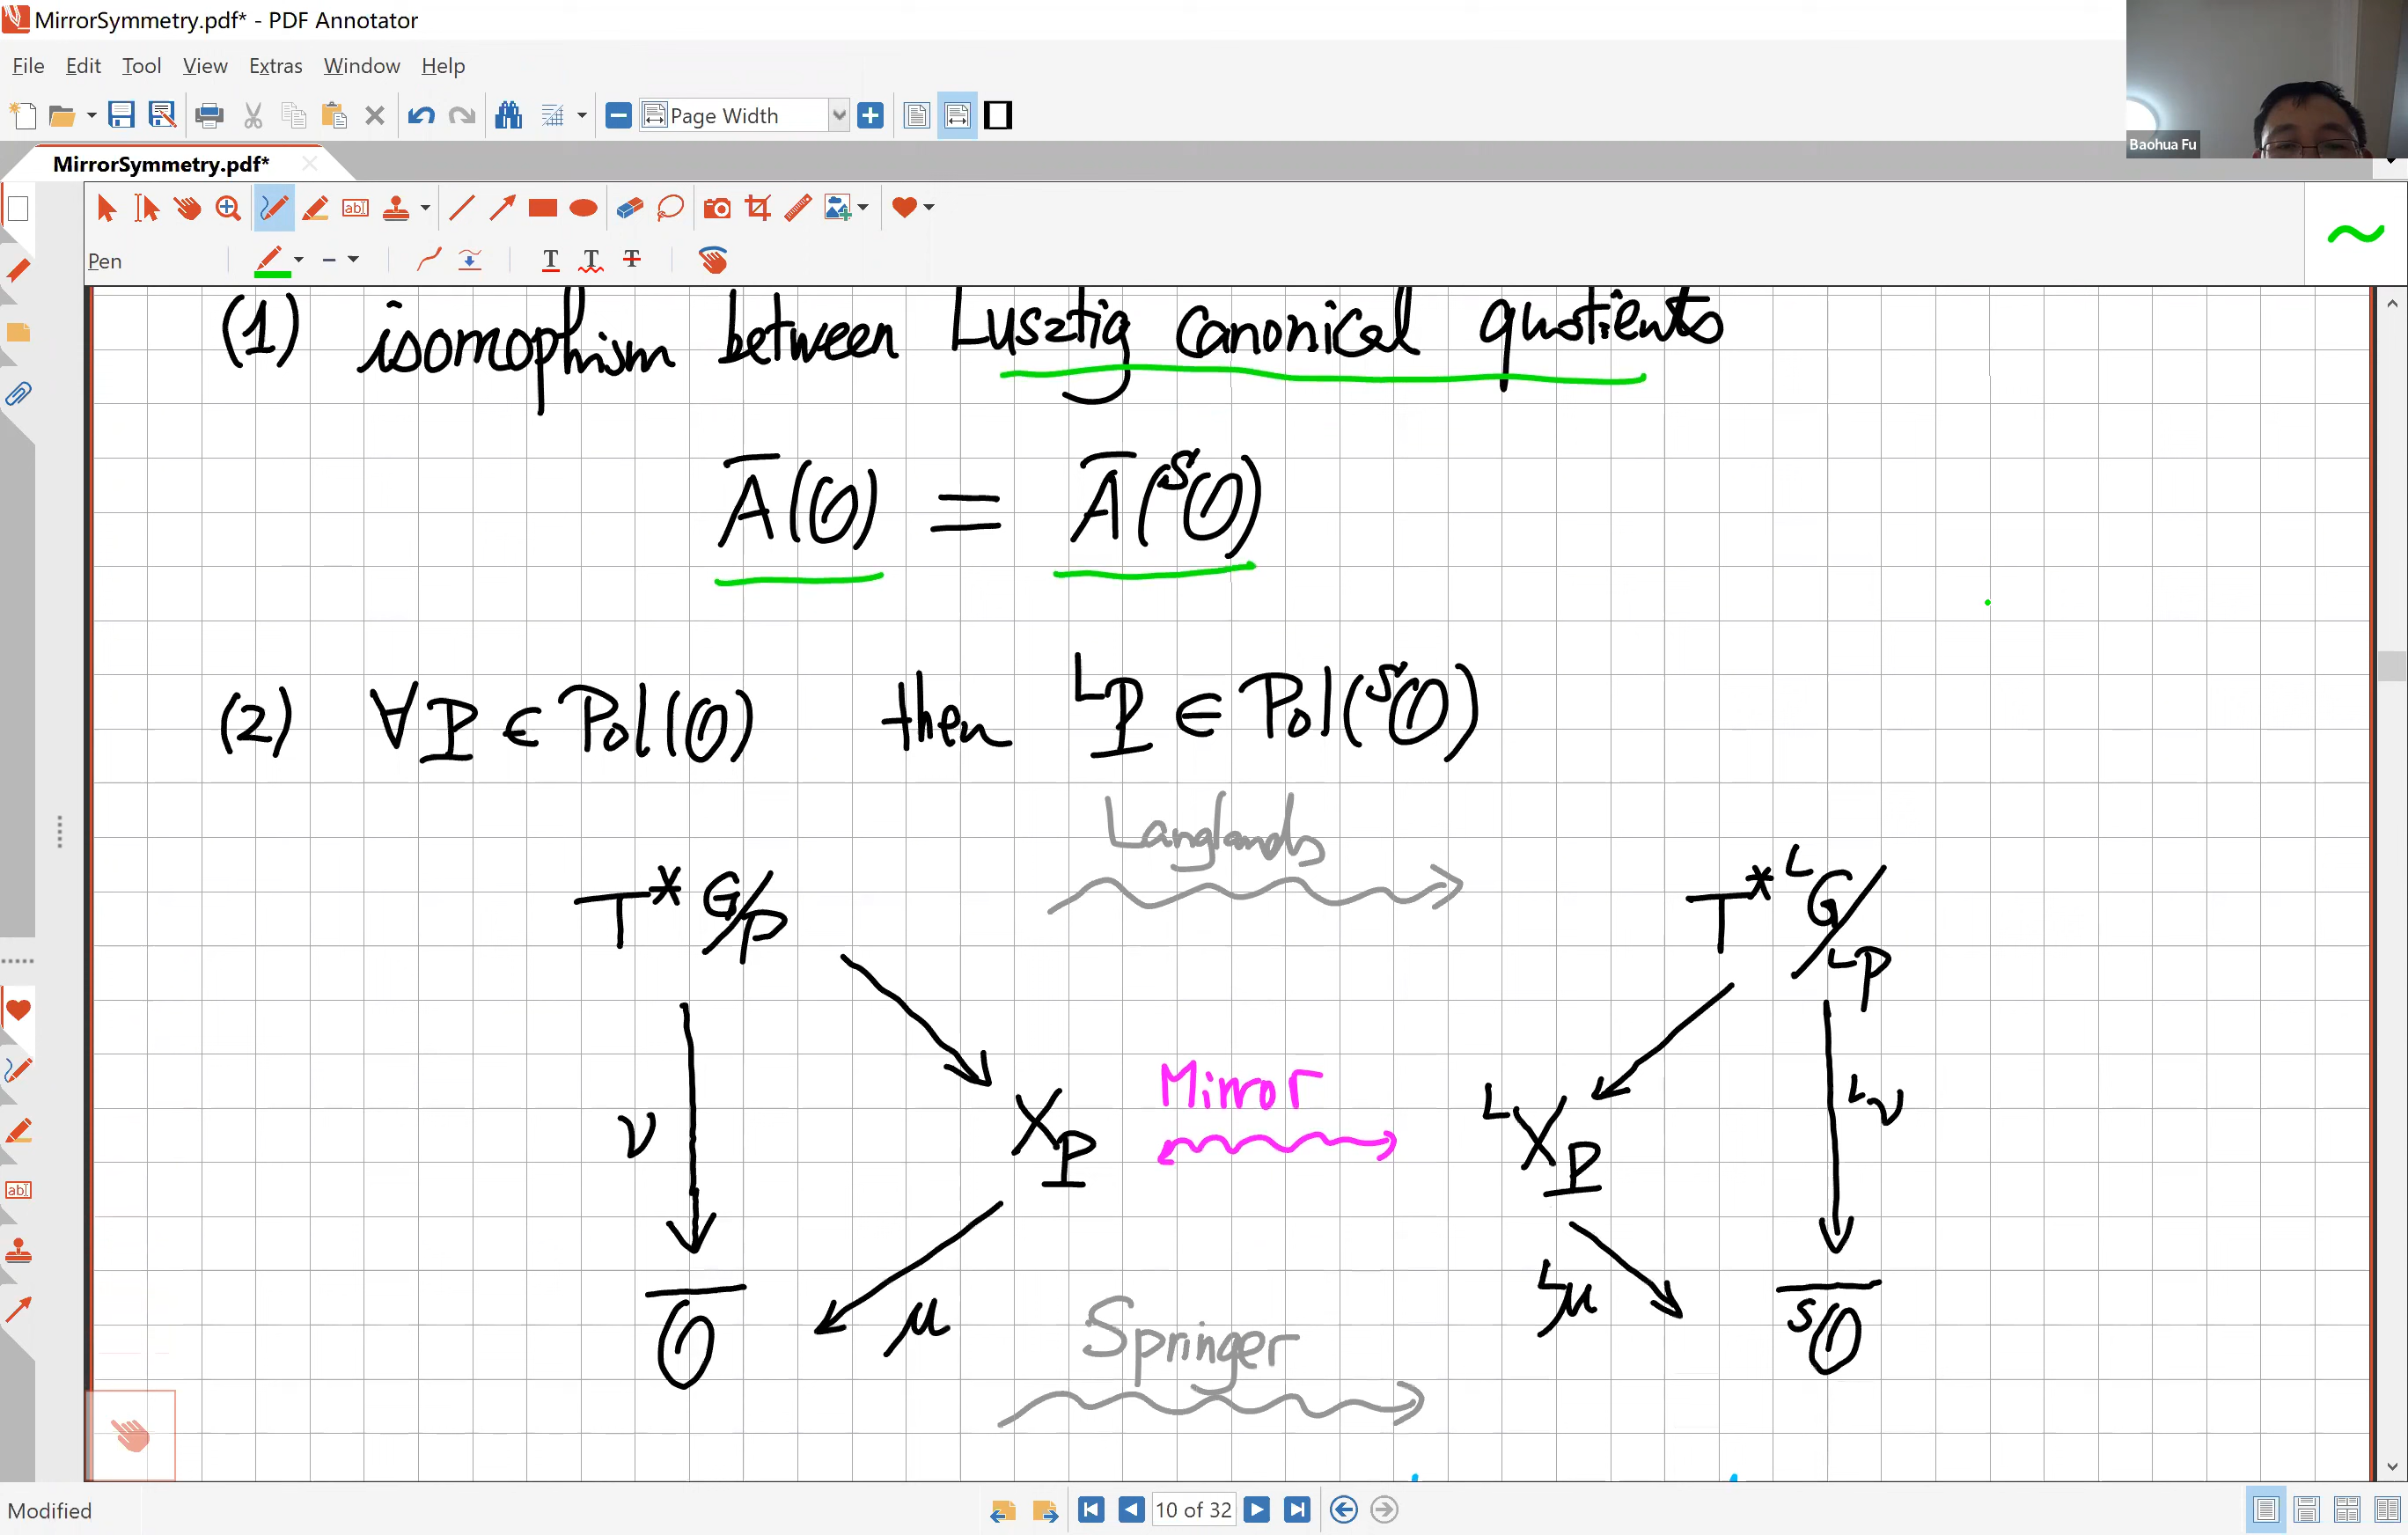 MirrorSymmetry.pdf* - PDF Annotator
File Edit Tool View Extras Window Help
Page Width
Baohua Fu
MirrorSymmetry.pdf*
Pen
(1) isomophism between Lusztig canonical quotients
Ā(O) = Ā(ˢO)
(2) ∀ P ∈ Pol(O) then ᴸP ∈ Pol(ˢO)
Langlands
T* G/P T* ᴸG/ᴸP
Mirror
ν X_P ᴸX_P ᴸν
μ ᴸμ
Springer
O̅ ˢO̅
Modified
10 of 32